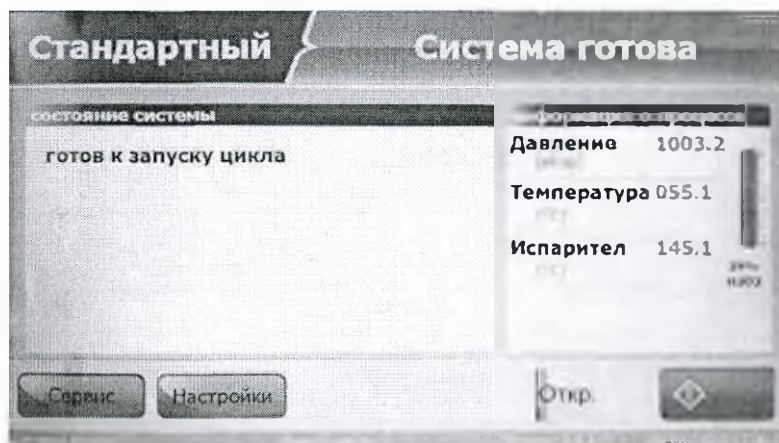 Стандартный
Система готова
состояние системы
готов к запуску цикла
Давление 1003.2
Температура 055.1
Испарител 145.1
Сервис
Настройки
Откр.